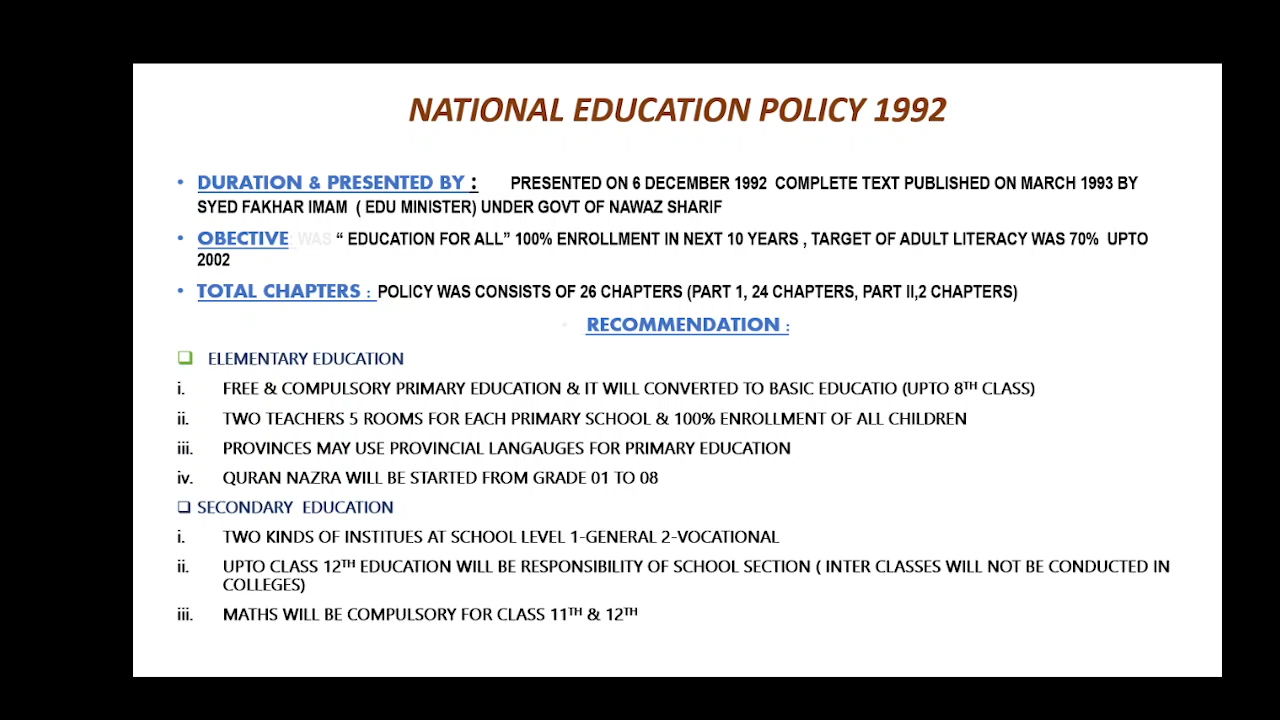 NATIONAL EDUCATION POLICY 1992
• DURATION & PRESENTED BY : PRESENTED ON 6 DECEMBER 1992 COMPLETE TEXT PUBLISHED ON MARCH 1993 BY
SYED FAKHAR IMAM ( EDU MINISTER) UNDER GOVT OF NAWAZ SHARIF
• OBECTIVE: WAS “ EDUCATION FOR ALL” 100% ENROLLMENT IN NEXT 10 YEARS , TARGET OF ADULT LITERACY WAS 70% UPTO
2002
• TOTAL CHAPTERS : POLICY WAS CONSISTS OF 26 CHAPTERS (PART 1, 24 CHAPTERS, PART II,2 CHAPTERS)
• RECOMMENDATION :
❑ ELEMENTARY EDUCATION
i. FREE & COMPULSORY PRIMARY EDUCATION & IT WILL CONVERTED TO BASIC EDUCATIO (UPTO 8TH CLASS)
ii. TWO TEACHERS 5 ROOMS FOR EACH PRIMARY SCHOOL & 100% ENROLLMENT OF ALL CHILDREN
iii. PROVINCES MAY USE PROVINCIAL LANGAUGES FOR PRIMARY EDUCATION
iv. QURAN NAZRA WILL BE STARTED FROM GRADE 01 TO 08
❑ SECONDARY EDUCATION
i. TWO KINDS OF INSTITUES AT SCHOOL LEVEL 1-GENERAL 2-VOCATIONAL
ii. UPTO CLASS 12TH EDUCATION WILL BE RESPONSIBILITY OF SCHOOL SECTION ( INTER CLASSES WILL NOT BE CONDUCTED IN
COLLEGES)
iii. MATHS WILL BE COMPULSORY FOR CLASS 11TH & 12TH